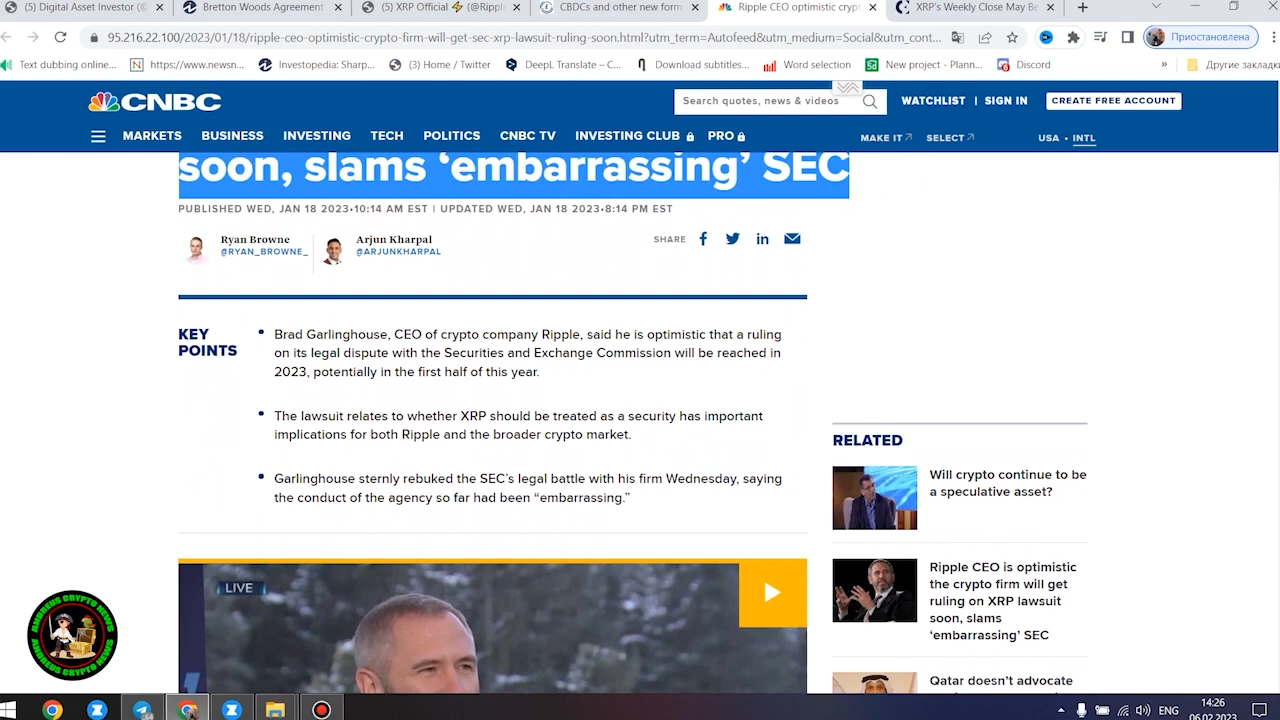 (5) Digital Asset Investor (@
Bretton Woods Agreement
(5) XRP Official ⚡ (@Ripple
CBDCs and other new form
Ripple CEO optimistic crypt
XRP's Weekly Close May Be
95.216.22.100/2023/01/18/ripple-ceo-optimistic-crypto-firm-will-get-sec-xrp-lawsuit-ruling-soon.html?utm_term=Autofeed&utm_medium=Social&utm_cont...
Приостановлена
Text dubbing online...
https://www.newsn...
Investopedia: Sharp...
(3) Home / Twitter
DeepL Translate – C...
Download subtitles...
Word selection
New project - Plann...
Discord
»
Другие закладки
CNBC
Search quotes, news & videos
WATCHLIST | SIGN IN
CREATE FREE ACCOUNT
MARKETS BUSINESS INVESTING TECH POLITICS CNBC TV INVESTING CLUB PRO
MAKE IT SELECT
USA • INTL
soon, slams ‘embarrassing’ SEC
PUBLISHED WED, JAN 18 2023•10:14 AM EST | UPDATED WED, JAN 18 2023•8:14 PM EST
Ryan Browne
@RYAN_BROWNE_
Arjun Kharpal
@ARJUNKHARPAL
SHARE
KEY
POINTS
Brad Garlinghouse, CEO of crypto company Ripple, said he is optimistic that a ruling
on its legal dispute with the Securities and Exchange Commission will be reached in
2023, potentially in the first half of this year.
The lawsuit relates to whether XRP should be treated as a security has important
implications for both Ripple and the broader crypto market.
Garlinghouse sternly rebuked the SEC’s legal battle with his firm Wednesday, saying
the conduct of the agency so far had been “embarrassing.”
RELATED
Will crypto continue to be
a speculative asset?
Ripple CEO is optimistic
the crypto firm will get
ruling on XRP lawsuit
soon, slams
‘embarrassing’ SEC
Qatar doesn’t advocate
LIVE
ANDREUS CRYPTO NEWS
ANDREUS CRYPTO NEWS
ENG
14:26
06.02.2023